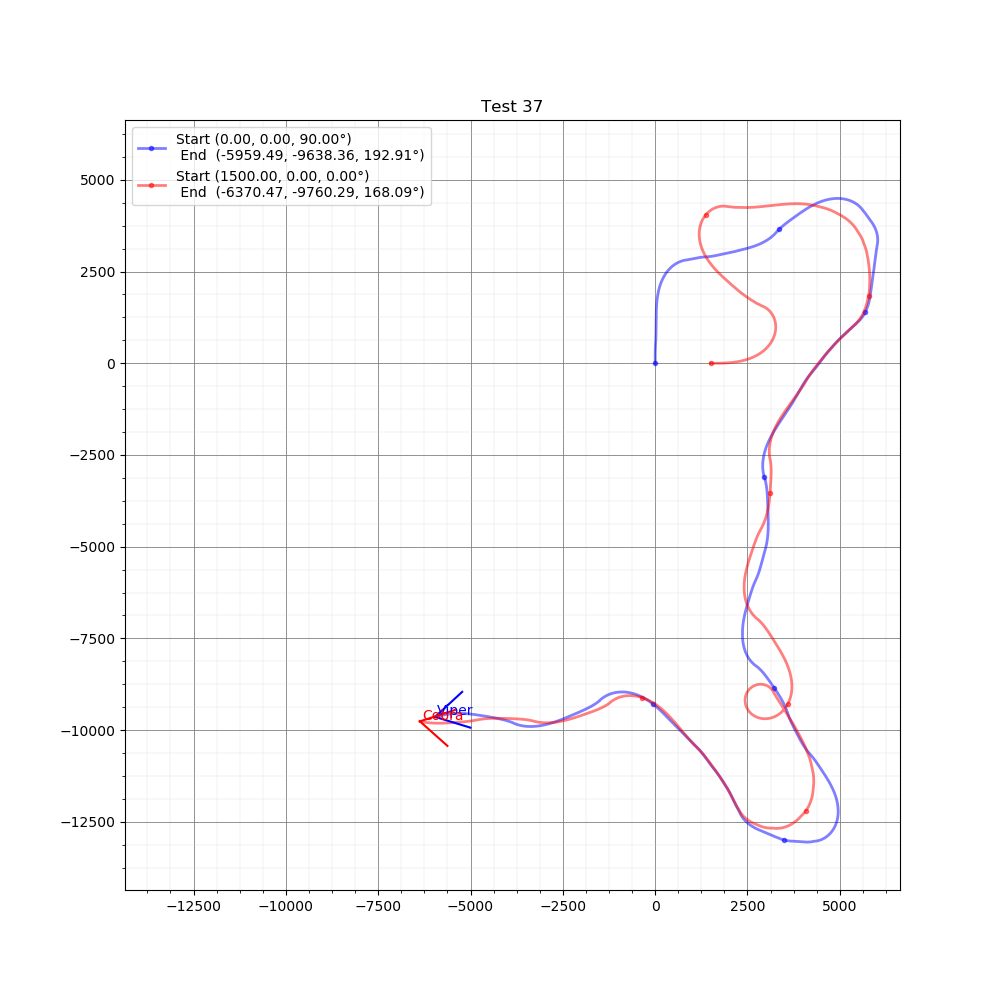 Test 37
Start (0.00, 0.00, 90.00°)
End (-5959.49, -9638.36, 192.91°)
Start (1500.00, 0.00, 0.00°)
End (-6370.47, -9760.29, 168.09°)
5000
2500
0
−2500
−5000
−7500
−10000
−12500
Viper
Cobra
−12500 −10000 −7500 −5000 −2500 0 2500 5000